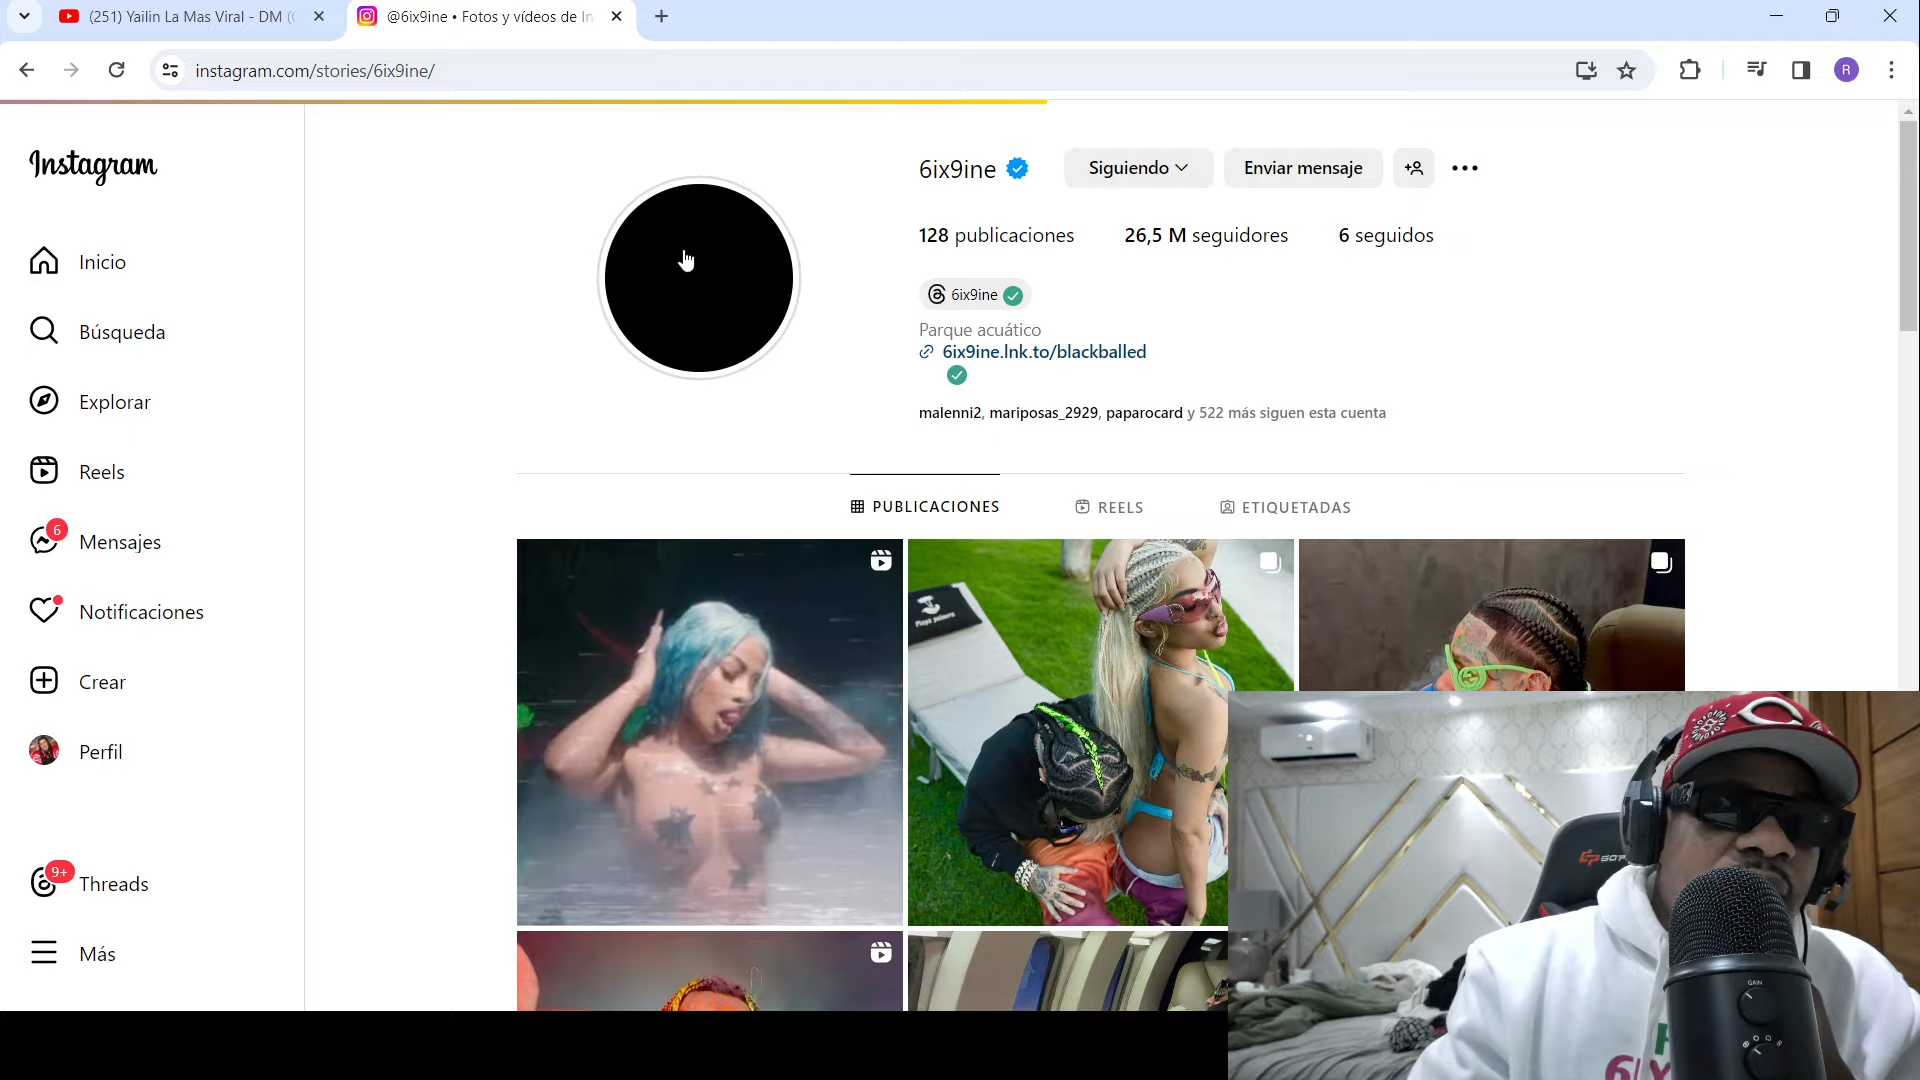 (251) Yailin La Mas Viral - DM (
@6ix9ine • Fotos y vídeos de In
instagram.com/stories/6ix9ine/
R
Instagram
6ix9ine
Siguiendo
Enviar mensaje
128 publicaciones
26,5 M seguidores
6 seguidos
6ix9ine
Parque acuático
6ix9ine.lnk.to/blackballed
malenni2, mariposas_2929, paparocard y 522 más siguen esta cuenta
PUBLICACIONES
REELS
ETIQUETADAS
Inicio
Búsqueda
Explorar
Reels
6
Mensajes
Notificaciones
Crear
Perfil
9+
Threads
Más
GAIN